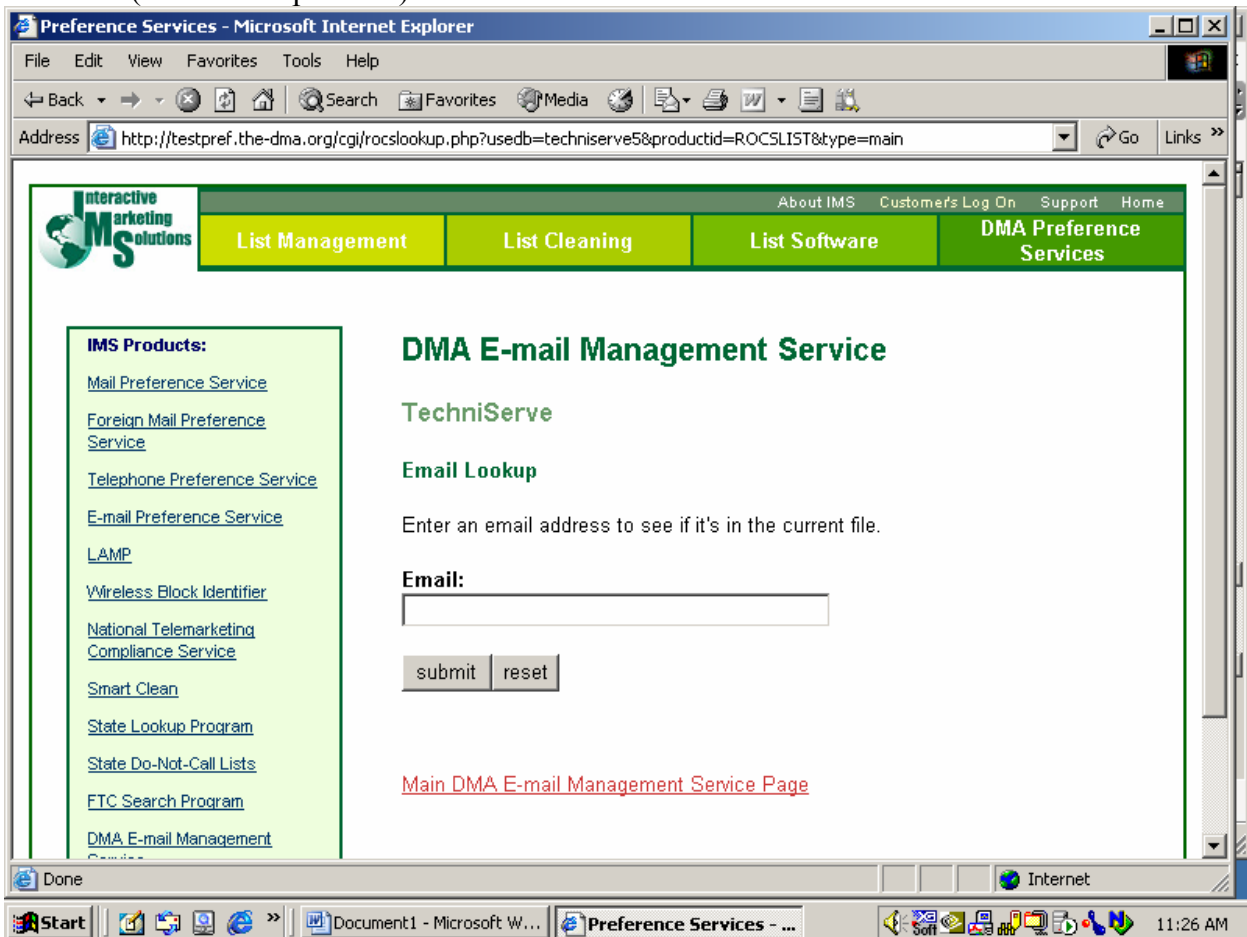 Preference Services - Microsoft Internet Explorer
File Edit View Favorites Tools Help
Back Search Favorites Media
Address http://testpref.the-dma.org/cgi/rocslookup.php?usedb=techniserve5&productid=ROCSLIST&type=main Go Links »
Interactive
Marketing
Solutions
About IMS Customer's Log On Support Home
List Management List Cleaning List Software DMA Preference
Services
IMS Products:
Mail Preference Service
Foreign Mail Preference
Service
Telephone Preference Service
E-mail Preference Service
LAMP
Wireless Block Identifier
National Telemarketing
Compliance Service
Smart Clean
State Lookup Program
State Do-Not-Call Lists
FTC Search Program
DMA E-mail Management
DMA E-mail Management Service
TechniServe
Email Lookup
Enter an email address to see if it's in the current file.
Email:
submit reset
Main DMA E-mail Management Service Page
Done Internet
Start » Document1 - Microsoft W... Preference Services - ... 11:26 AM